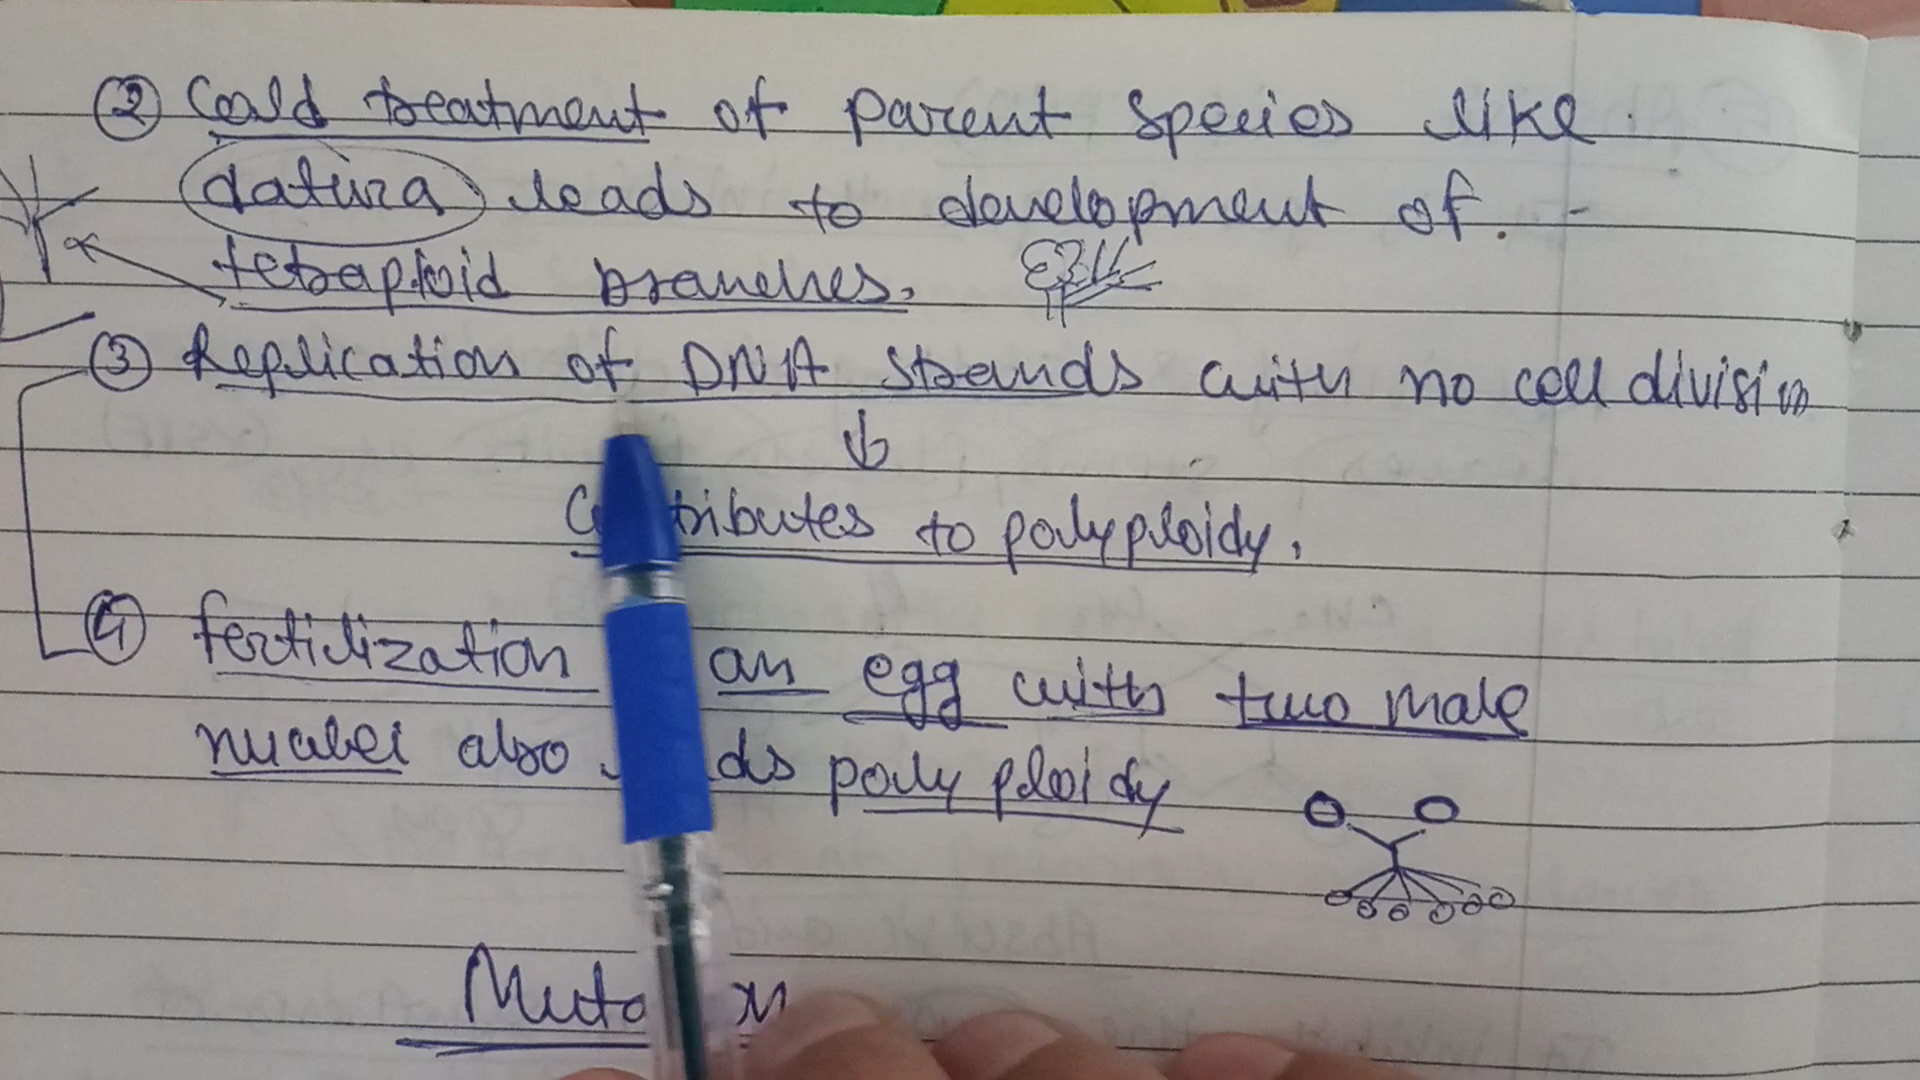 ② Coald treatment of parent species like
datura leads to development of
tetraploid branches.
③ Replication of DNA strands with no cell division
↓
tributes to polyploidy.
④ fertilization an egg with two male
nuclei also ds poly ploidy
Muta